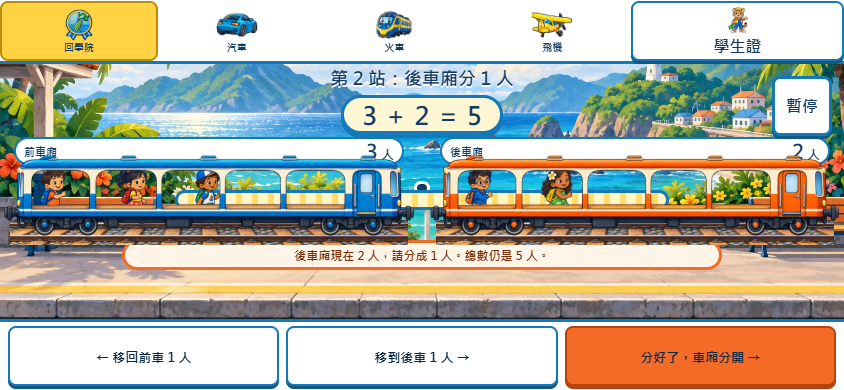 回學院
汽車
火車
飛機
學生證
第 2 站：後車廂分 1 人
3 + 2 = 5
暫停
前車廂
3 人
後車廂
2 人
後車廂現在 2 人，請分成 1 人。總數仍是 5 人。
← 移回前車 1 人
移到後車 1 人 →
分好了，車廂分開 →